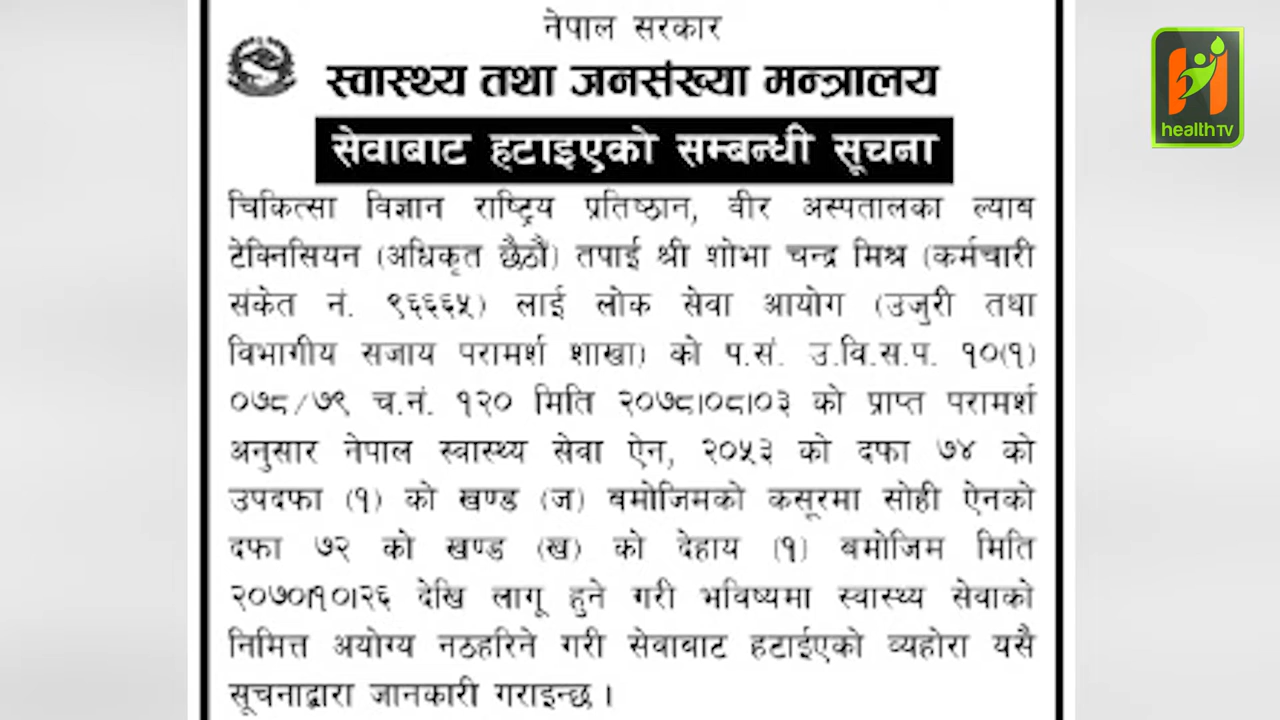 नेपाल सरकार
स्वास्थ्य तथा जनसंख्या मन्त्रालय
सेवाबाट हटाइएको सम्बन्धी सूचना
चिकित्सा विज्ञान राष्ट्रिय प्रतिष्ठान, वीर अस्पतालका ल्याब
टेक्निसियन (अधिकृत छैठौं) तपाई श्री शोभा चन्द्र मिश्र (कर्मचारी
संकेत नं. ९६६६५) लाई लोक सेवा आयोग (उजुरी तथा
विभागीय सजाय परामर्श शाखा) को प.सं. उ.वि.स.प. १०(१)
०७८/७९ च.नं. १२० मिति २०७८।०८।०३ को प्राप्त परामर्श
अनुसार नेपाल स्वास्थ्य सेवा ऐन, २०५३ को दफा ७४ को
उपदफा (१) को खण्ड (ज) बमोजिमको कसूरमा सोही ऐनको
दफा ७२ को खण्ड (ख) को देहाय (१) बमोजिम मिति
२०७०।१०।२६ देखि लागू हुने गरी भविष्यमा स्वास्थ्य सेवाको
निमित्त अयोग्य नठहरिने गरी सेवाबाट हटाईएको व्यहोरा यसै
सूचनाद्वारा जानकारी गराइन्छ ।
health TV